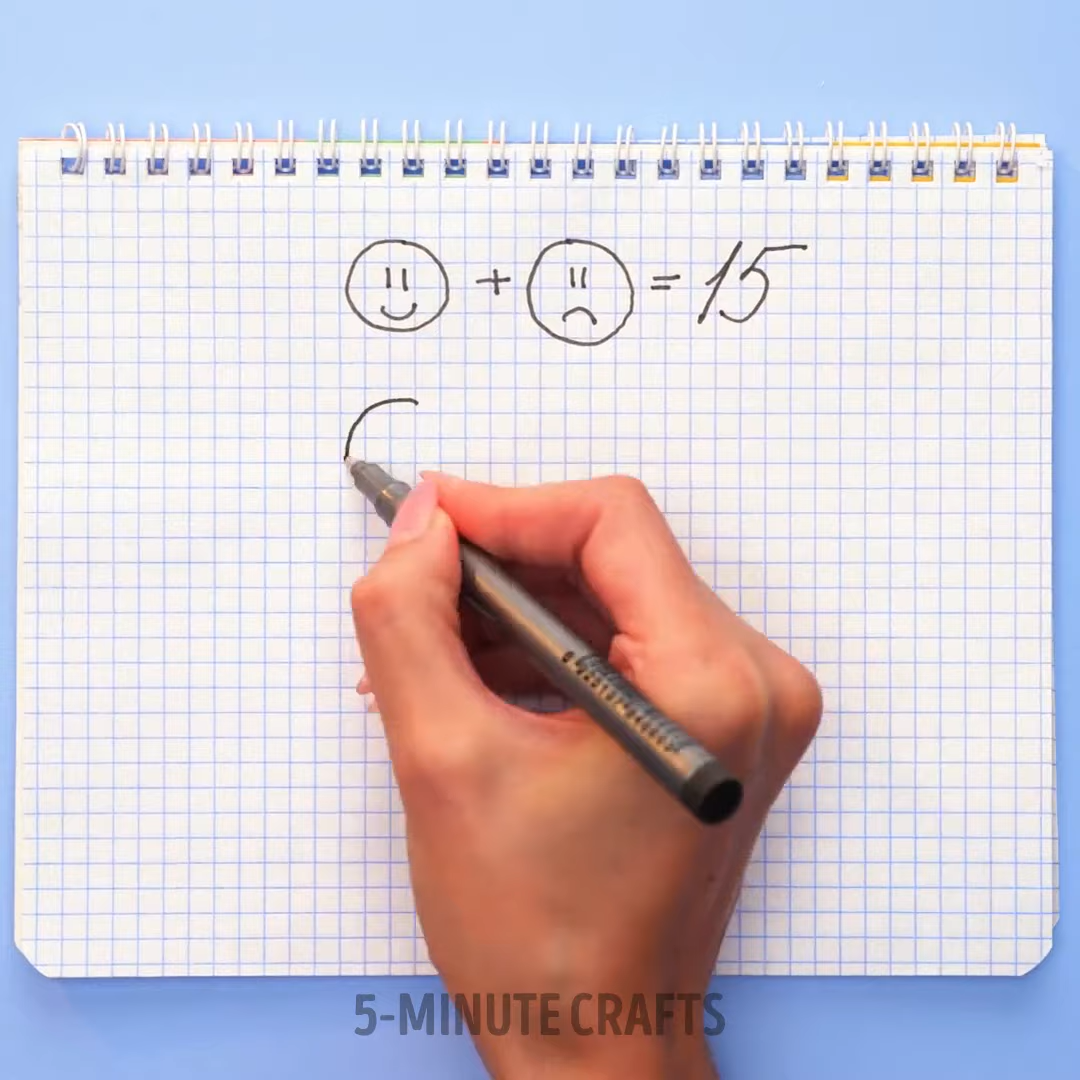 + = 15
5-MINUTE CRAFTS